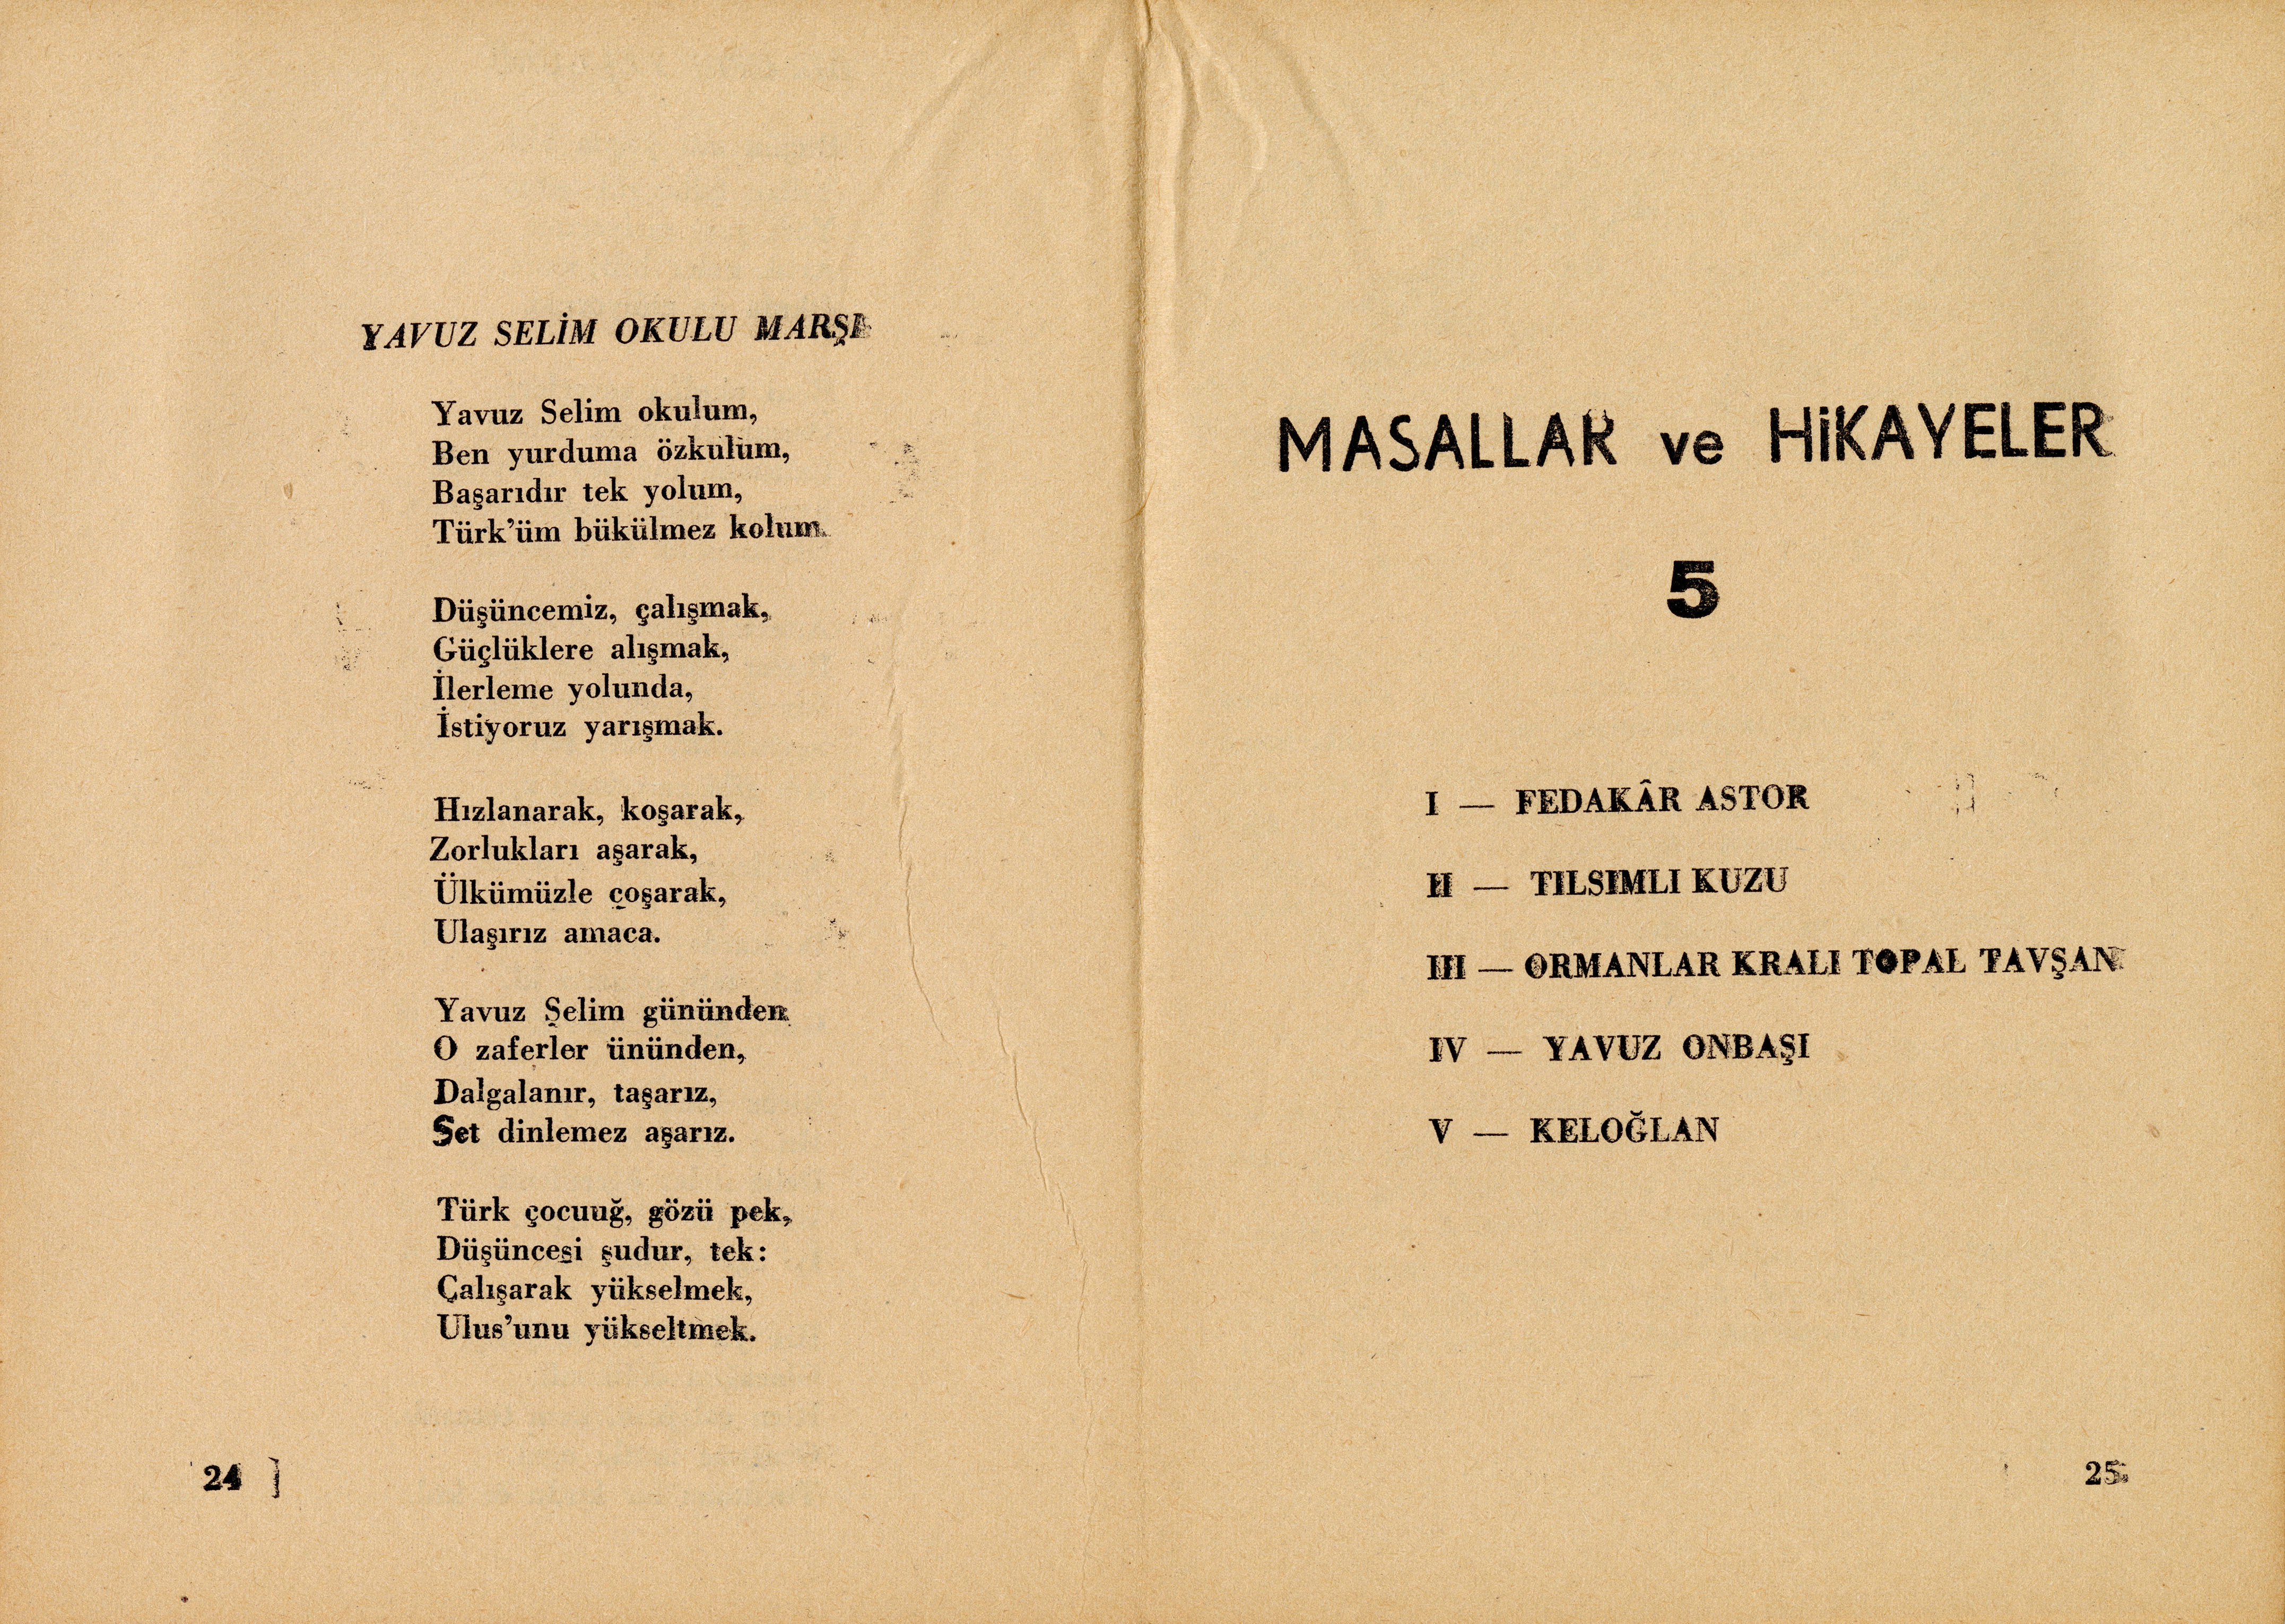 YAVUZ SELİM OKULU MARŞI
Yavuz Selim okulum,
Ben yurduma özkulum,
Başarıdır tek yolum,
Türk'üm bükülmez kolum.
Düşüncemiz, çalışmak,
Güçlüklere alışmak,
İlerleme yolunda,
İstiyoruz yarışmak.
Hızlanarak, koşarak,
Zorlukları aşarak,
Ülkümüzle çoşarak,
Ulaşırız amaca.
Yavuz Selim gününden
O zaferler ününden,
Dalgalanır, taşarız,
Set dinlemez aşarız.
Türk çocuuğ, gözü pek,
Düşüncesi şudur, tek:
Çalışarak yükselmek,
Ulus'unu yükseltmek.
24 ]
MASALLAR ve HİKAYELER
5
I — FEDAKÂR ASTOR
II — TILSIMLI KUZU
III — ORMANLAR KRALI TOPAL TAVŞAN
IV — YAVUZ ONBAŞI
V — KELOĞLAN
25